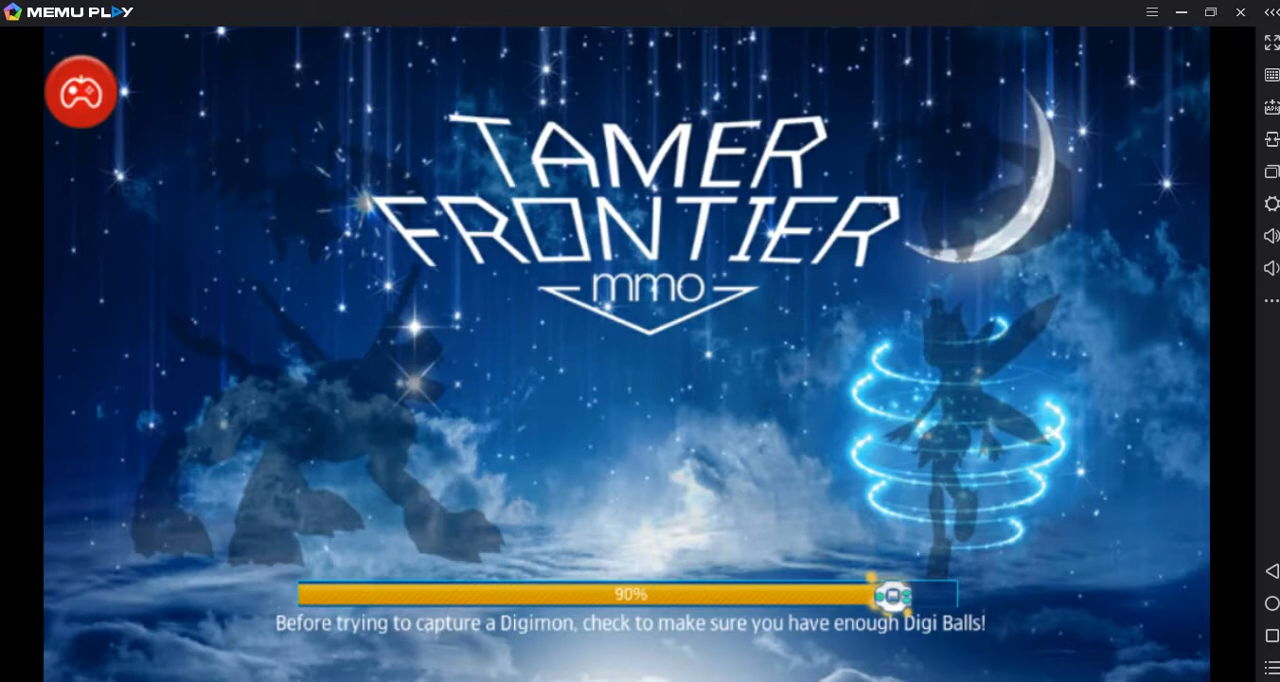 MEMU PLAY
TAMER
FRONTIER
mmo
90%
Before trying to capture a Digimon, check to make sure you have enough Digi Balls!